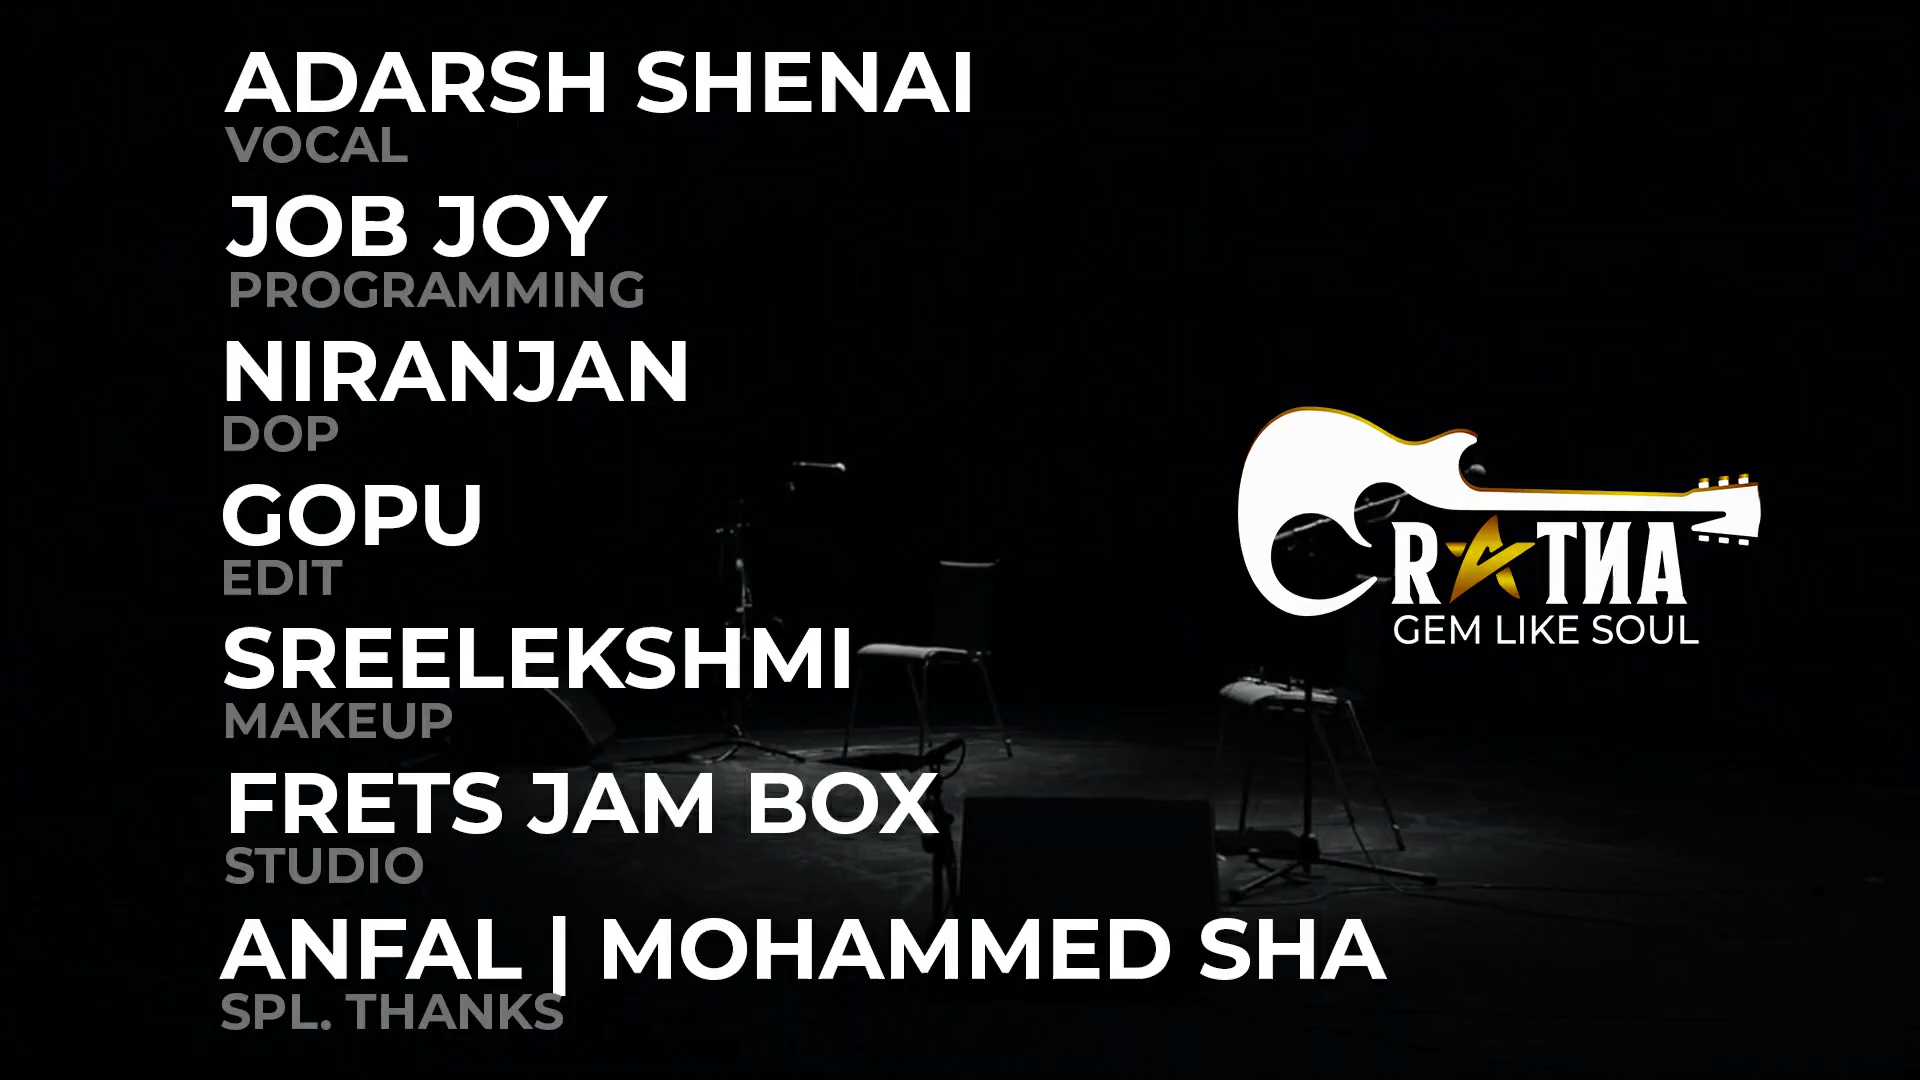 ADARSH SHENAI
VOCAL
JOB JOY
PROGRAMMING
NIRANJAN
DOP
GOPU
EDIT
SREELEKSHMI
MAKEUP
FRETS JAM BOX
STUDIO
ANFAL | MOHAMMED SHA
SPL. THANKS
RATNA
GEM LIKE SOUL